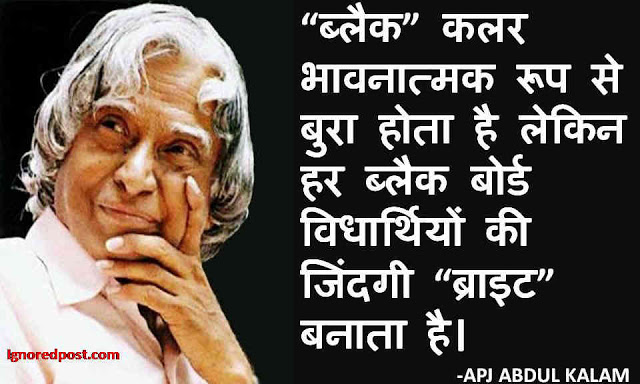 “ब्लैक” कलर
भावनात्मक रूप से
बुरा होता है लेकिन
हर ब्लैक बोर्ड
विधार्थियों की
जिंदगी “ब्राइट”
बनाता है।
-APJ ABDUL KALAM
Ignoredpost.com